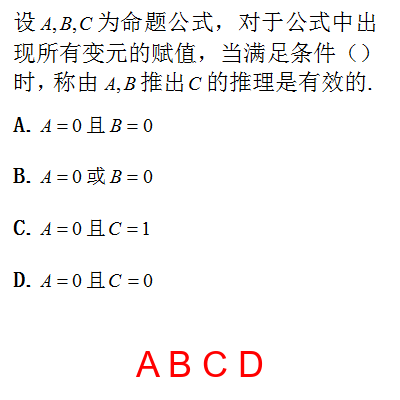 设 A,B,C 为命题公式，对于公式中出
现所有变元的赋值，当满足条件（）
时，称由 A,B 推出 C 的推理是有效的.
A. A = 0 且 B = 0
B. A = 0 或 B = 0
C. A = 0 且 C = 1
D. A = 0 且 C = 0
A B C D